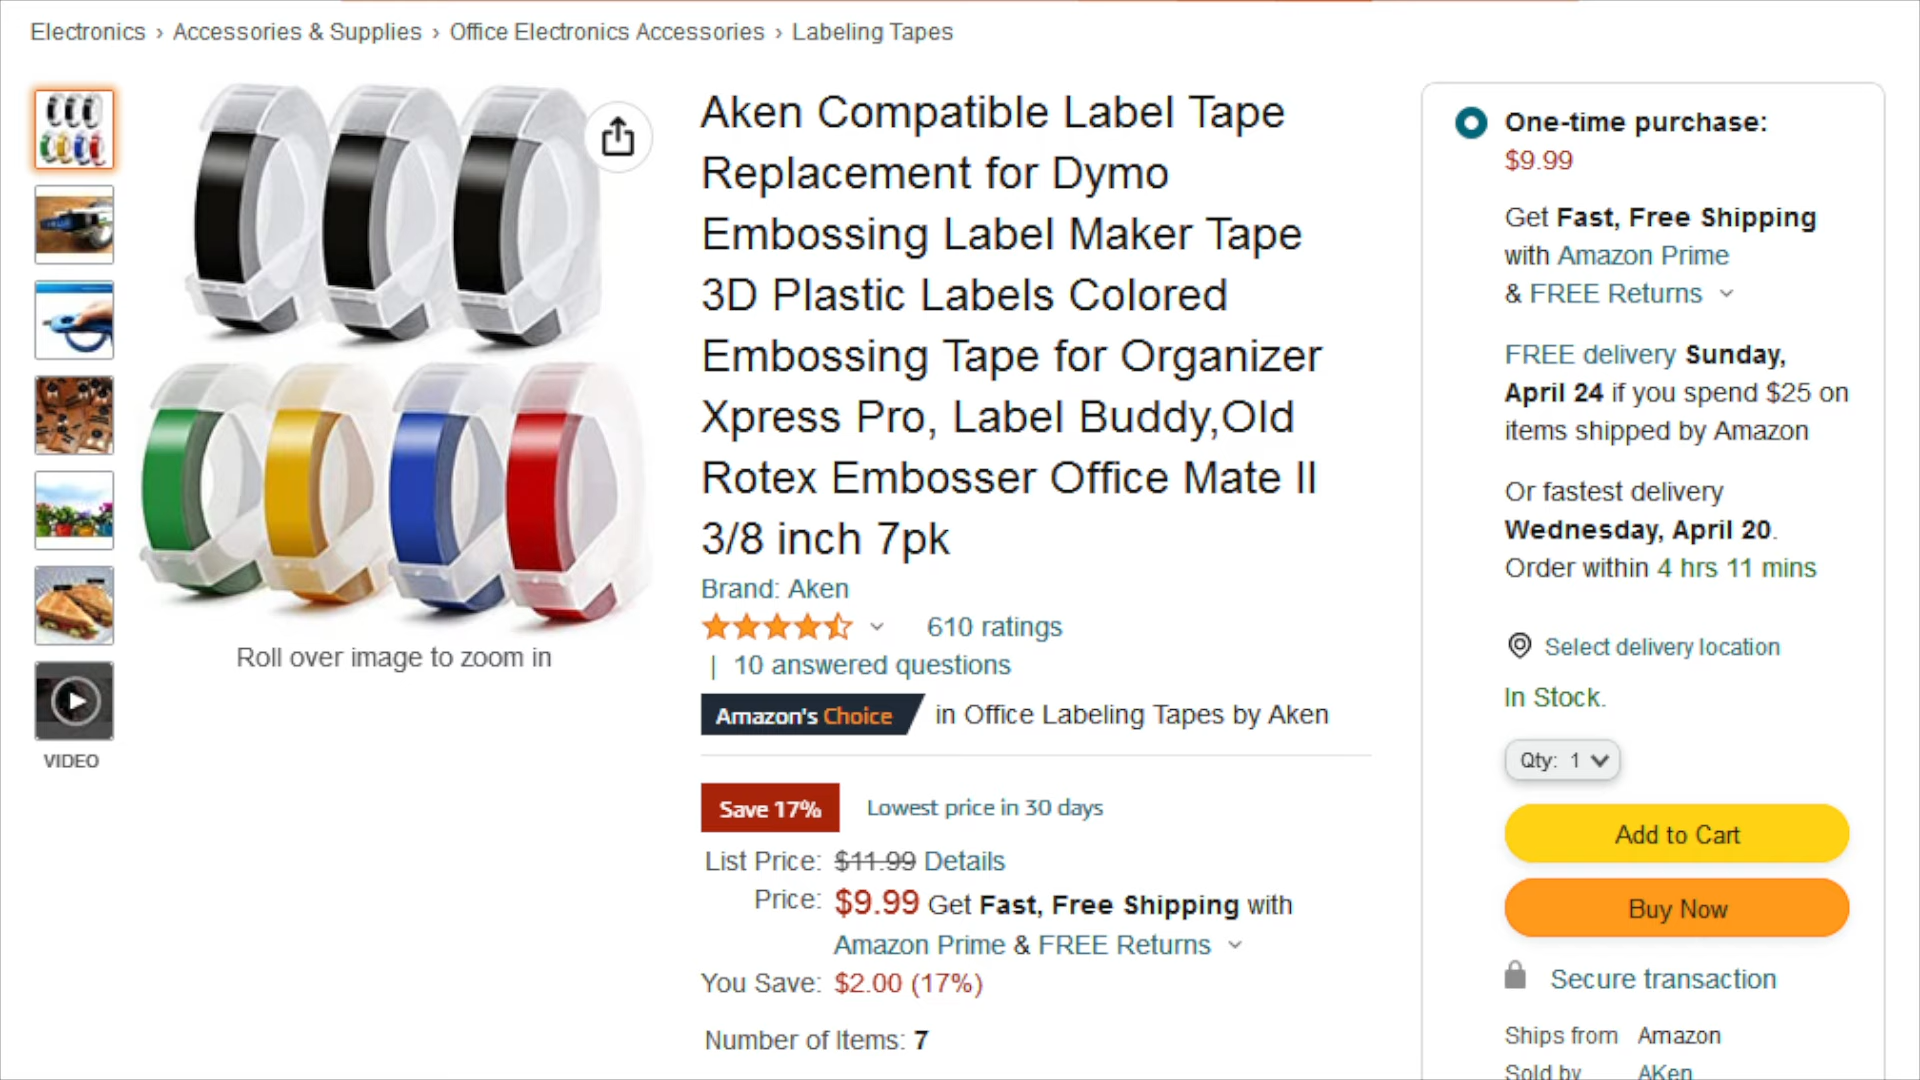 Electronics › Accessories & Supplies › Office Electronics Accessories › Labeling Tapes
Roll over image to zoom in
VIDEO
Aken Compatible Label Tape
Replacement for Dymo
Embossing Label Maker Tape
3D Plastic Labels Colored
Embossing Tape for Organizer
Xpress Pro, Label Buddy,Old
Rotex Embosser Office Mate II
3/8 inch 7pk
Brand: Aken
610 ratings
| 10 answered questions
Amazon's Choice in Office Labeling Tapes by Aken
Save 17% Lowest price in 30 days
List Price: $11.99 Details
Price: $9.99 Get Fast, Free Shipping with
Amazon Prime & FREE Returns
You Save: $2.00 (17%)
Number of Items: 7
One-time purchase:
$9.99
Get Fast, Free Shipping
with Amazon Prime
& FREE Returns
FREE delivery Sunday,
April 24 if you spend $25 on
items shipped by Amazon
Or fastest delivery
Wednesday, April 20.
Order within 4 hrs 11 mins
Select delivery location
In Stock.
Qty: 1
Add to Cart
Buy Now
Secure transaction
Ships from Amazon
Sold by AKen